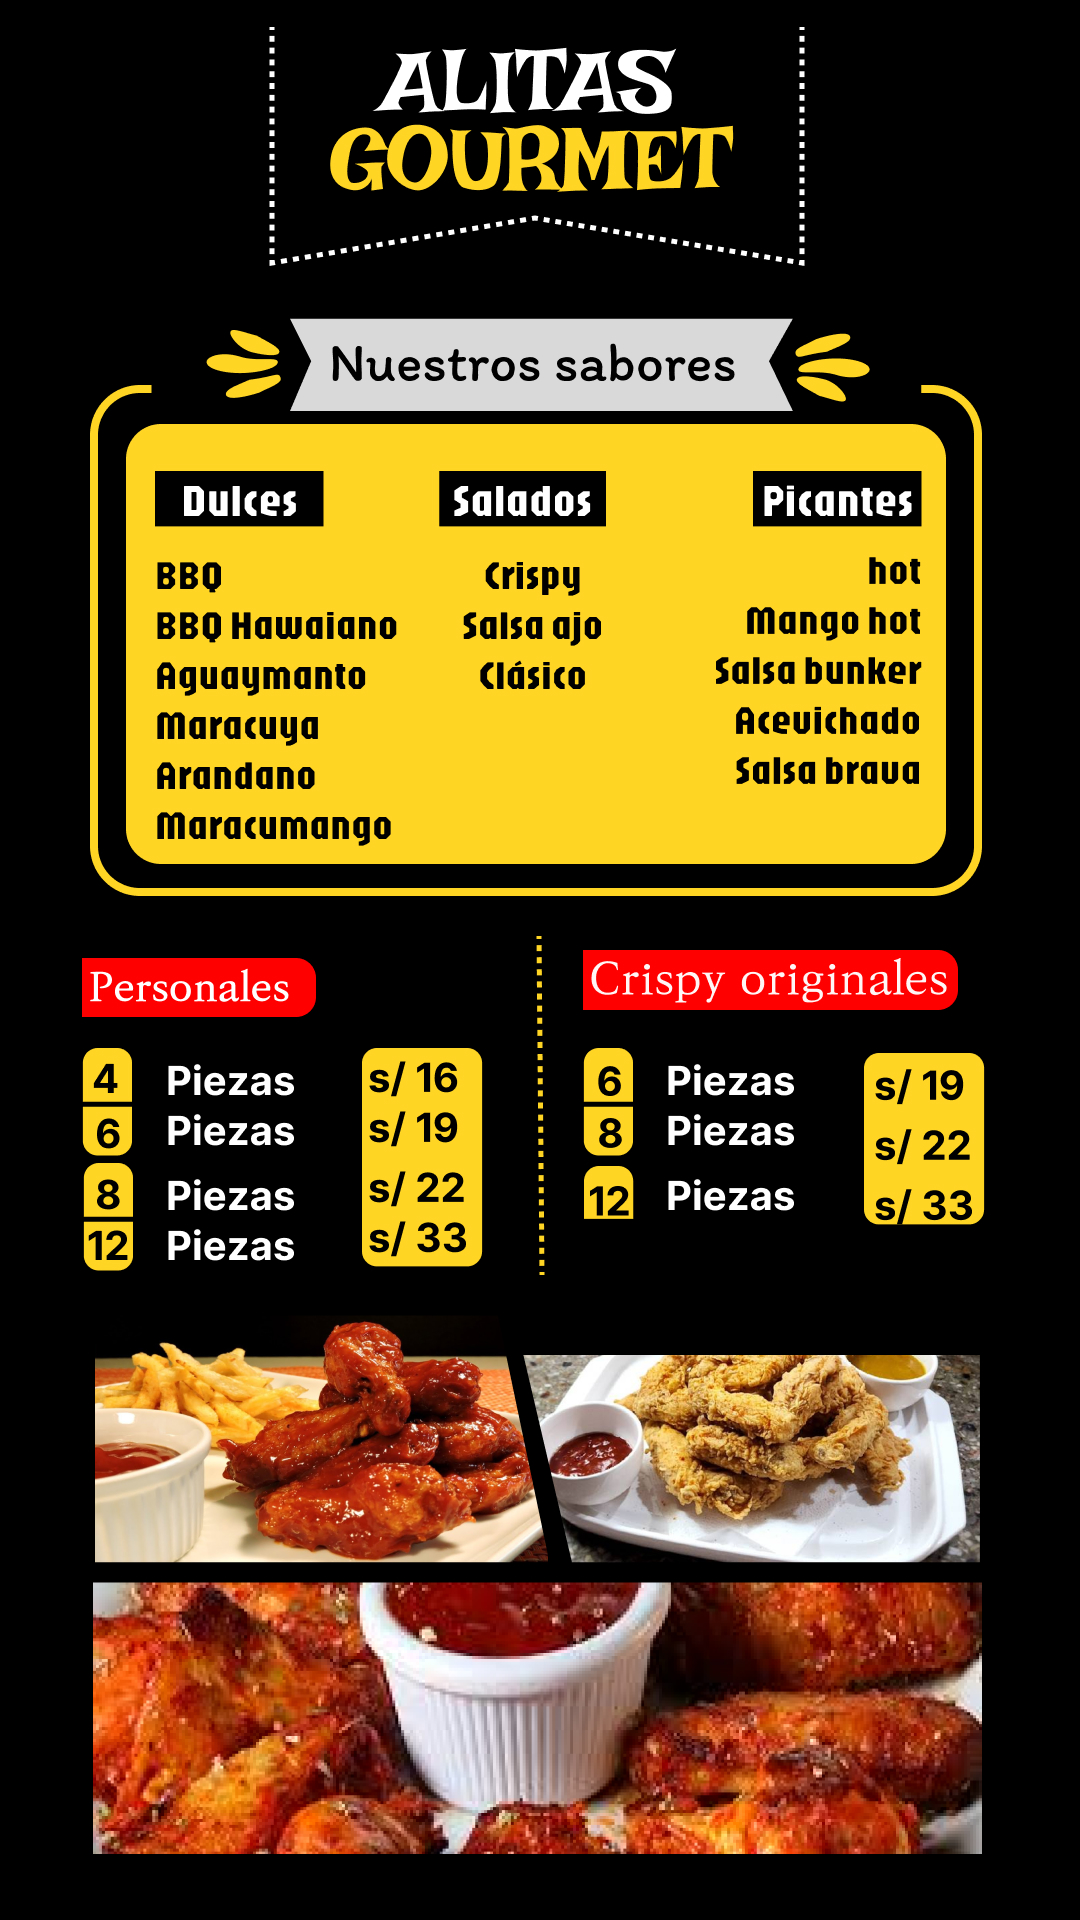 ALITAS
GOURMET
Nuestros sabores
Dulces
BBQ
BBQ Hawaiano
Aguaymanto
Maracuya
Arandano
Maracumango
Salados
Crispy
Salsa ajo
Clásico
Picantes
hot
Mango hot
Salsa bunker
Acevichado
Salsa brava
Personales
4 Piezas s/ 16
6 Piezas s/ 19
8 Piezas s/ 22
12 Piezas s/ 33
Crispy originales
6 Piezas s/ 19
8 Piezas s/ 22
12 Piezas s/ 33